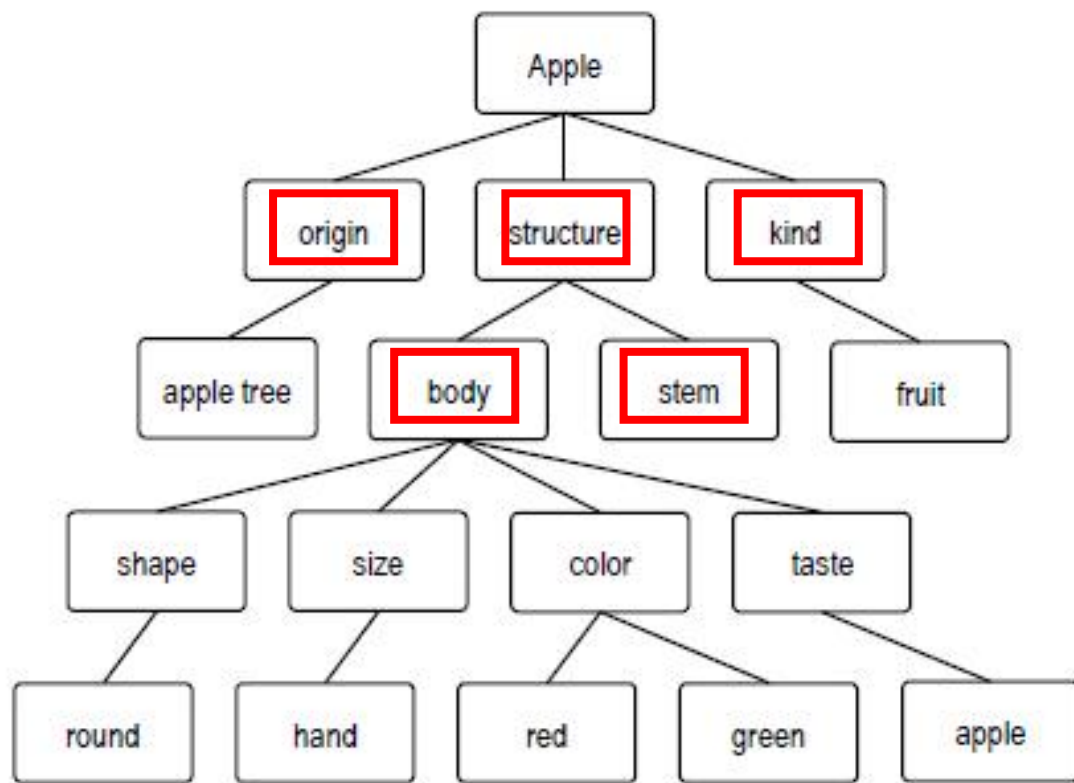 Apple
origin
structure
kind
apple tree
body
stem
fruit
shape
size
color
taste
round
hand
red
green
apple